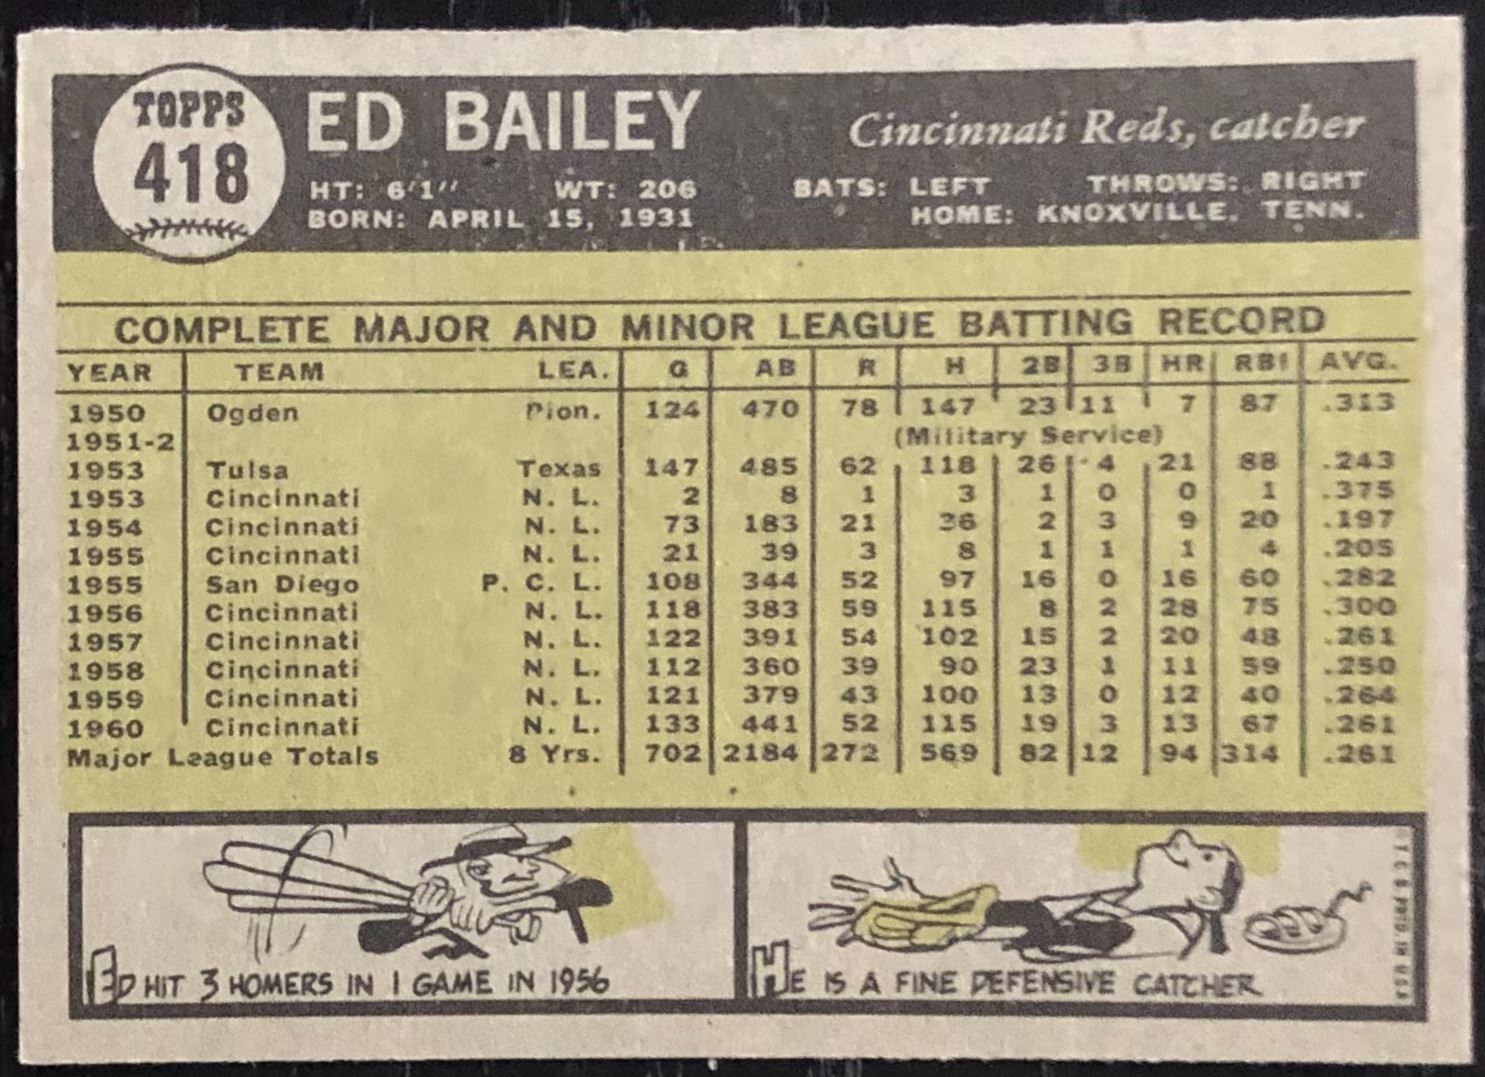 TOPPS
418
ED BAILEY
Cincinnati Reds, catcher
HT: 6'1" WT: 206 BATS: LEFT THROWS: RIGHT
BORN: APRIL 15, 1931 HOME: KNOXVILLE, TENN.
COMPLETE MAJOR AND MINOR LEAGUE BATTING RECORD
YEAR TEAM LEA. G AB R H 2B 3B HR RBI AVG.
1950 Ogden Pion. 124 470 78 147 23 11 7 87 .313
1951-2 (Military Service)
1953 Tulsa Texas 147 485 62 118 26 4 21 88 .243
1953 Cincinnati N. L. 2 8 1 3 1 0 0 1 .375
1954 Cincinnati N. L. 73 183 21 36 2 3 9 20 .197
1955 Cincinnati N. L. 21 39 3 8 1 1 1 4 .205
1955 San Diego P. C. L. 108 344 52 97 16 0 16 60 .282
1956 Cincinnati N. L. 118 383 59 115 8 2 28 75 .300
1957 Cincinnati N. L. 122 391 54 102 15 2 20 48 .261
1958 Cincinnati N. L. 112 360 39 90 23 1 11 59 .250
1959 Cincinnati N. L. 121 379 43 100 13 0 12 40 .264
1960 Cincinnati N. L. 133 441 52 115 19 3 13 67 .261
Major League Totals 8 Yrs. 702 2184 272 569 82 12 94 314 .261
ED HIT 3 HOMERS IN 1 GAME IN 1956
HE IS A FINE DEFENSIVE CATCHER
T.C.G. PRTD. IN U.S.A.